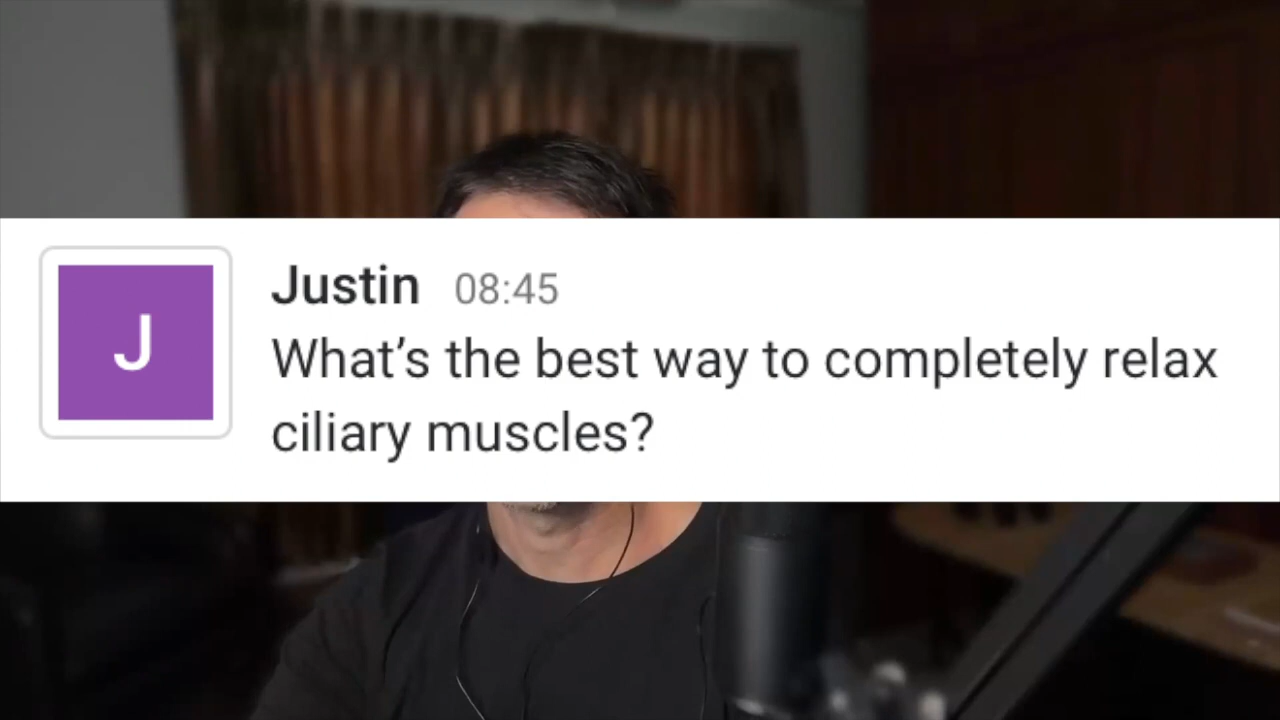 J
Justin 08:45
What’s the best way to completely relax
ciliary muscles?